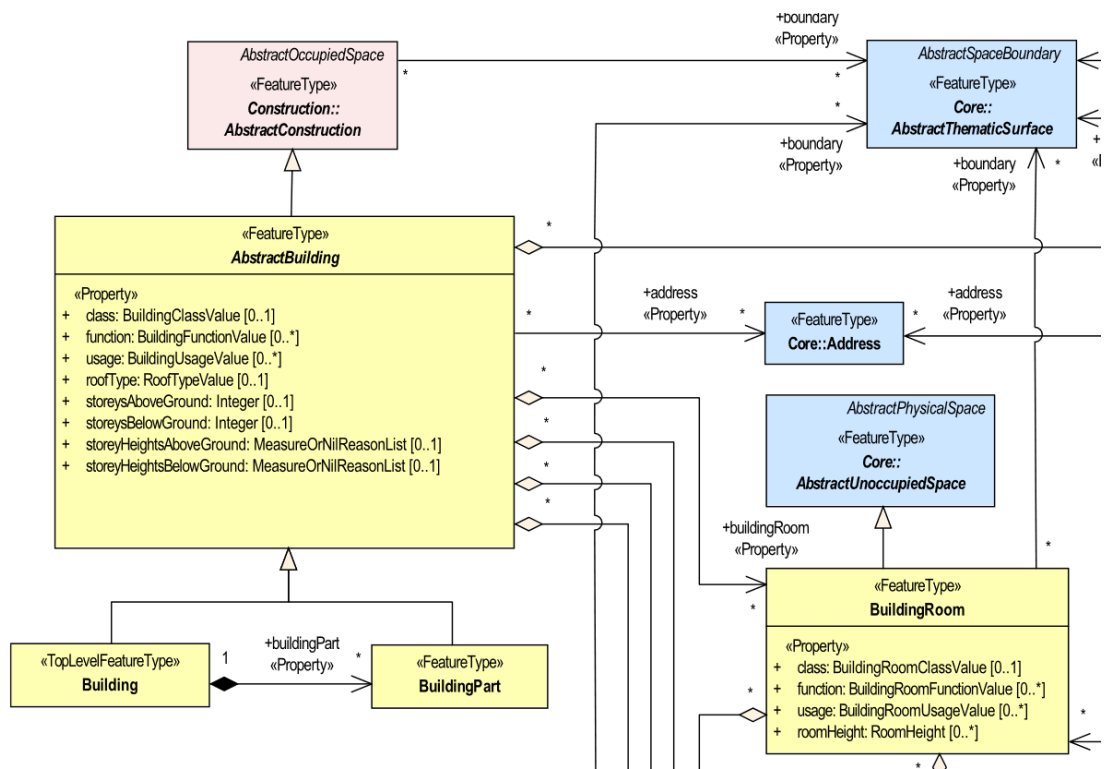 +boundary
«Property»
*
*
AbstractOccupiedSpace
«FeatureType»
Construction::
AbstractConstruction
AbstractSpaceBoundary
«FeatureType»
Core::
AbstractThematicSurface
*
+boundary
«Property»
+boundary
«Property»
*
«FeatureType»
AbstractBuilding
*
«Property»
+ class: BuildingClassValue [0..1]
+ function: BuildingFunctionValue [0..*]
+ usage: BuildingUsageValue [0..*]
+ roofType: RoofTypeValue [0..1]
+ storeysAboveGround: Integer [0..1]
+ storeysBelowGround: Integer [0..1]
+ storeyHeightsAboveGround: MeasureOrNilReasonList [0..1]
+ storeyHeightsBelowGround: MeasureOrNilReasonList [0..1]
*
+address
«Property»
*
«FeatureType»
Core::Address
*
+address
«Property»
*
*
*
*
AbstractPhysicalSpace
«FeatureType»
Core::
AbstractUnoccupiedSpace
+buildingRoom
«Property»
*
*
«FeatureType»
BuildingRoom
«Property»
+ class: BuildingRoomClassValue [0..1]
+ function: BuildingRoomFunctionValue [0..*]
+ usage: BuildingRoomUsageValue [0..*]
+ roomHeight: RoomHeight [0..*]
*
*
*
«TopLevelFeatureType»
Building
1
+buildingPart
«Property»
*
«FeatureType»
BuildingPart